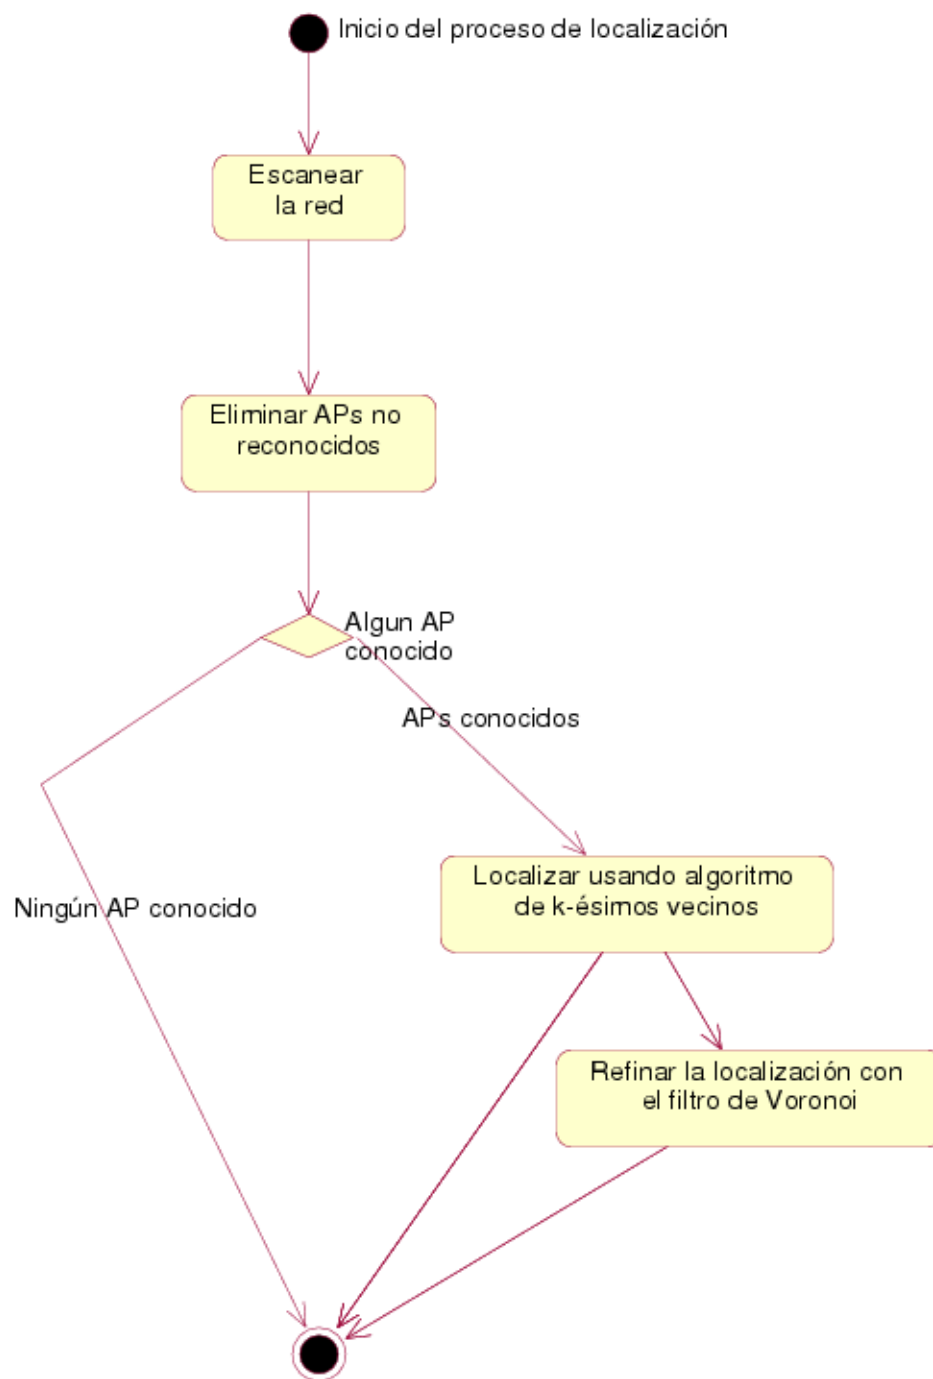 Inicio del proceso de localización
Escanear
la red
Eliminar APs no
reconocidos
Algun AP
conocido
APs conocidos
Localizar usando algoritmo
de k-ésimos vecinos
Ningún AP conocido
Refinar la localización con
el filtro de Voronoi